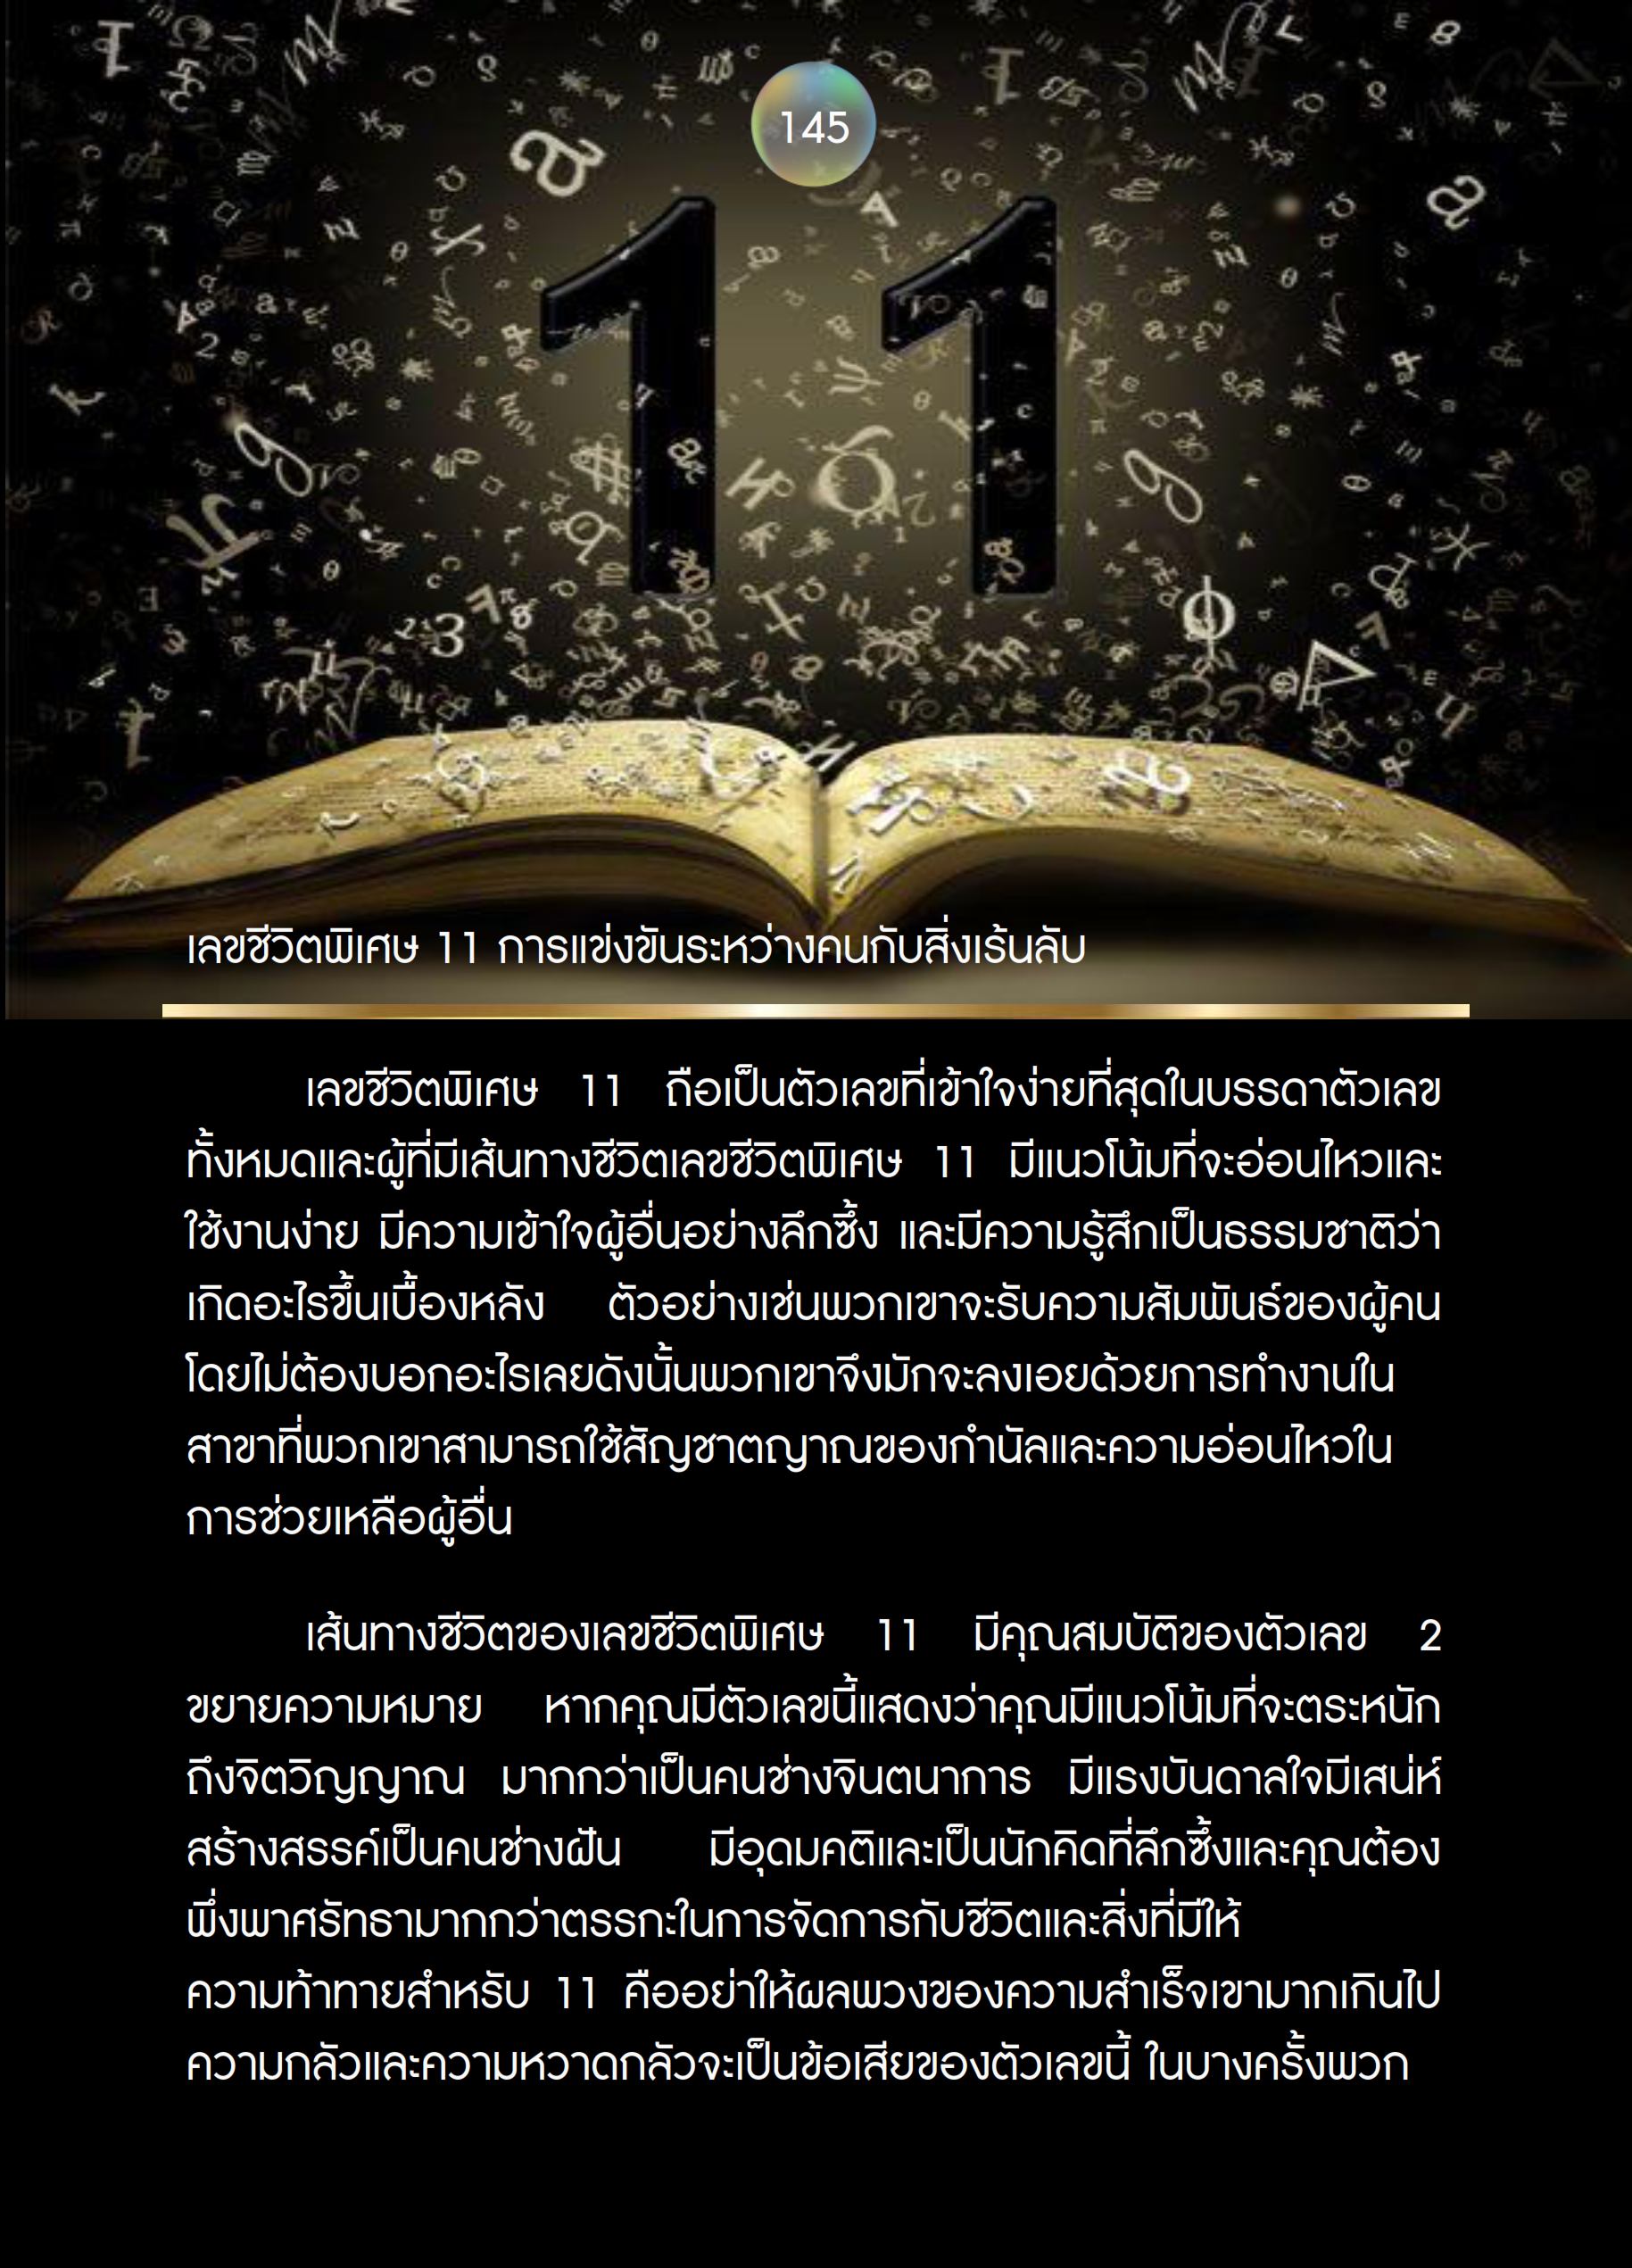 145
11
เลขชีวิตพิเศษ 11 การแข่งขันระหว่างคนกับสิ่งเร้นลับ
เลขชีวิตพิเศษ 11 ถือเป็นตัวเลขที่เข้าใจง่ายที่สุดในบรรดาตัวเลข
ทั้งหมดและผู้ที่มีเส้นทางชีวิตเลขชีวิตพิเศษ 11 มีแนวโน้มที่จะอ่อนไหวและ
ใช้งานง่าย มีความเข้าใจผู้อื่นอย่างลึกซึ้ง และมีความรู้สึกเป็นธรรมชาติว่า
เกิดอะไรขึ้นเบื้องหลัง ตัวอย่างเช่นพวกเขาจะรับความสัมพันธ์ของผู้คน
โดยไม่ต้องบอกอะไรเลยดังนั้นพวกเขาจึงมักจะลงเอยด้วยการทำงานใน
สาขาที่พวกเขาสามารถใช้สัญชาตญาณของกำนัลและความอ่อนไหวใน
การช่วยเหลือผู้อื่น
เส้นทางชีวิตของเลขชีวิตพิเศษ 11 มีคุณสมบัติของตัวเลข 2
ขยายความหมาย หากคุณมีตัวเลขนี้แสดงว่าคุณมีแนวโน้มที่จะตระหนัก
ถึงจิตวิญญาณ มากกว่าเป็นคนช่างจินตนาการ มีแรงบันดาลใจมีเสน่ห์
สร้างสรรค์เป็นคนช่างฝัน มีอุดมคติและเป็นนักคิดที่ลึกซึ้งและคุณต้อง
พึ่งพาศรัทธามากกว่าตรรกะในการจัดการกับชีวิตและสิ่งที่มีให้
ความท้าทายสำหรับ 11 คืออย่าให้ผลพวงของความสำเร็จเขามากเกินไป
ความกลัวและความหวาดกลัวจะเป็นข้อเสียของตัวเลขนี้ ในบางครั้งพวก